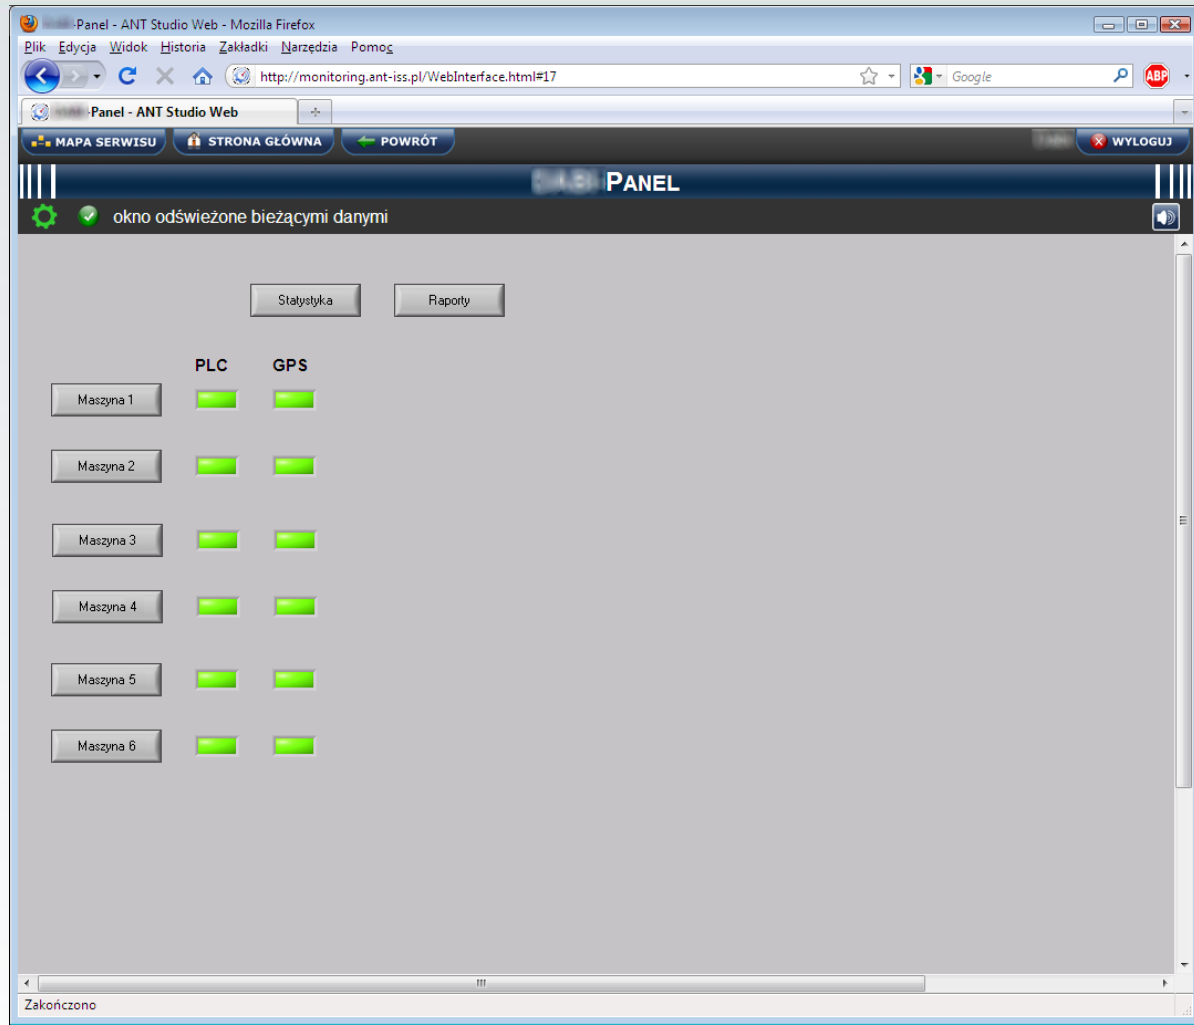 -Panel - ANT Studio Web - Mozilla Firefox
Plik Edycja Widok Historia Zakładki Narzędzia Pomoc
http://monitoring.ant-iss.pl/WebInterface.html#17 Google ABP
-Panel - ANT Studio Web
MAPA SERWISU STRONA GŁÓWNA POWRÓT WYLOGUJ
PANEL
okno odświeżone bieżącymi danymi
Statystyka Raporty
PLC GPS
Maszyna 1
Maszyna 2
Maszyna 3
Maszyna 4
Maszyna 5
Maszyna 6
Zakończono